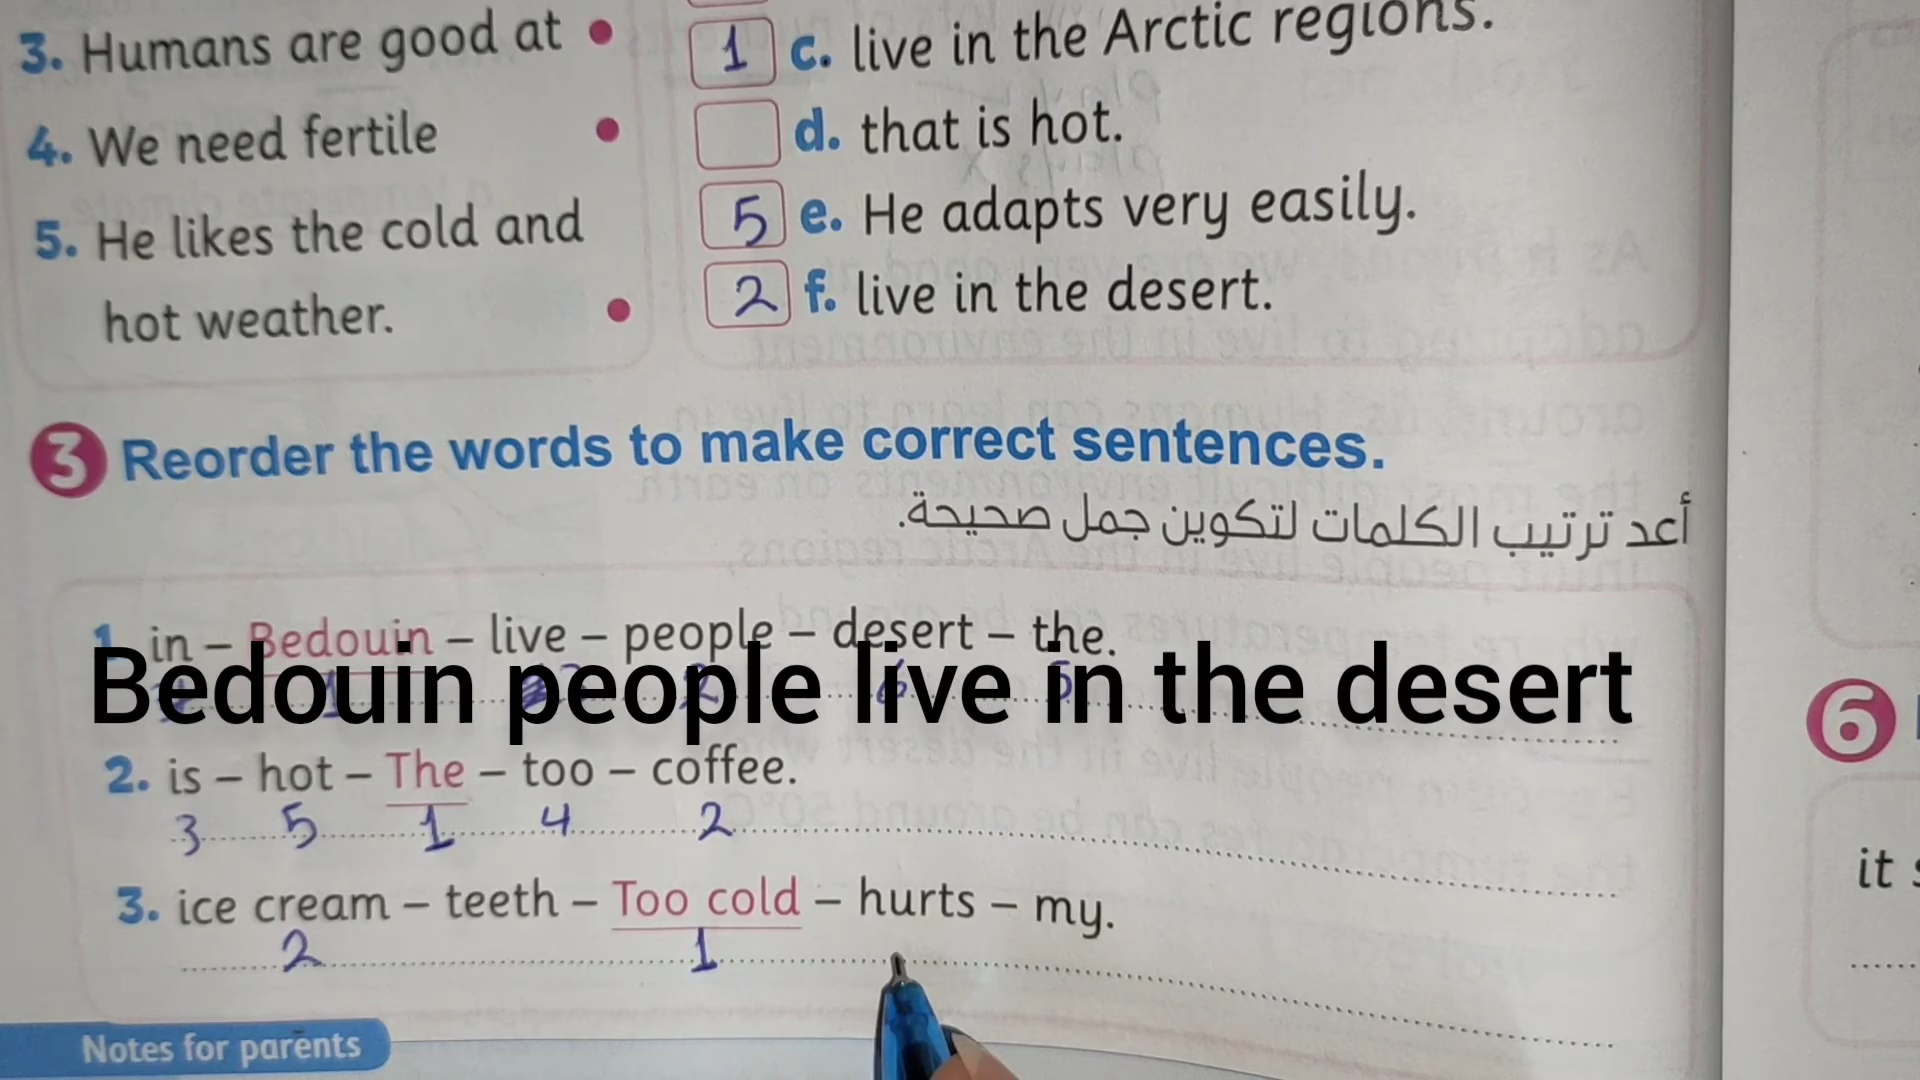 3. Humans are good at
1 c. live in the Arctic regions.
4. We need fertile
d. that is hot.
5. He likes the cold and
hot weather.
5 e. He adapts very easily.
2 f. live in the desert.
3 Reorder the words to make correct sentences.
أعد ترتيب الكلمات لتكوين جمل صحيحة.
1. in – Bedouin – live – people – desert – the.
Bedouin people live in the desert
2. is – hot – The – too – coffee.
3 5 1 4 2
3. ice cream – teeth – Too cold – hurts – my.
2 1
Notes for parents
6
it